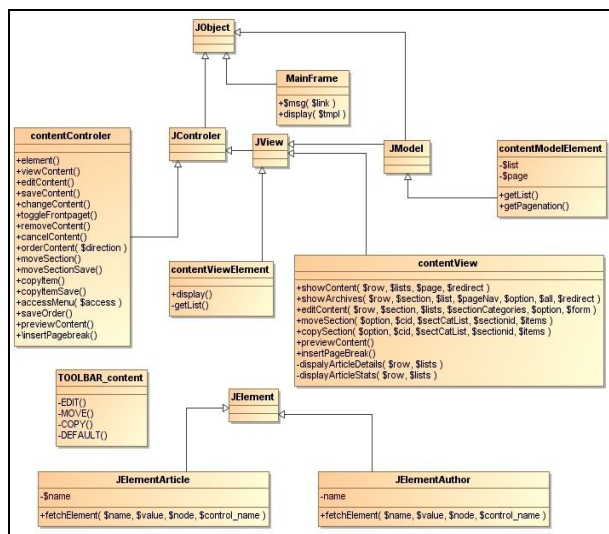 JObject
MainFrame
+$msg( $link )
+display( $tmpl )
contentControler
+element()
+viewContent()
+editContent()
+saveContent()
+changeContent()
+toggleFrontpaget()
+removeContent()
+cancelContent()
+orderContent( $direction )
+moveSection()
+moveSectionSave()
+copyItem()
+copyItemSave()
+accessMenu( $access )
+saveOrder()
+previewContent()
+\insertPagebreak()
JControler
JView
JModel
contentModelElement
-$list
-$page
+getList()
+getPagenation()
contentViewElement
+display()
-getList()
contentView
+showContent( $row, $lists, $page, $redirect )
+showArchives( $row, $section, $list, $pageNav, $option, $all, $redirect )
+editContent( $row, $section, $lists, $sectionCategories, $option, $form )
+moveSection( $option, $cid, $sectCatList, $sectionid, $items )
+copySection( $option, $cid, $sectCatList, $sectionid, $items )
+previewContent()
+insertPageBreak()
-dispalyArticleDetails( $row, $lists )
-displayArticleStats( $row, $lists )
TOOLBAR_content
-EDIT()
-MOVE()
-COPY()
-DEFAULT()
JElement
JElementArticle
-$name
+fetchElement( $name, $value, $node, $control_name )
JElementAuthor
-name
+fetchElement( $name, $value, $node, $control_name )